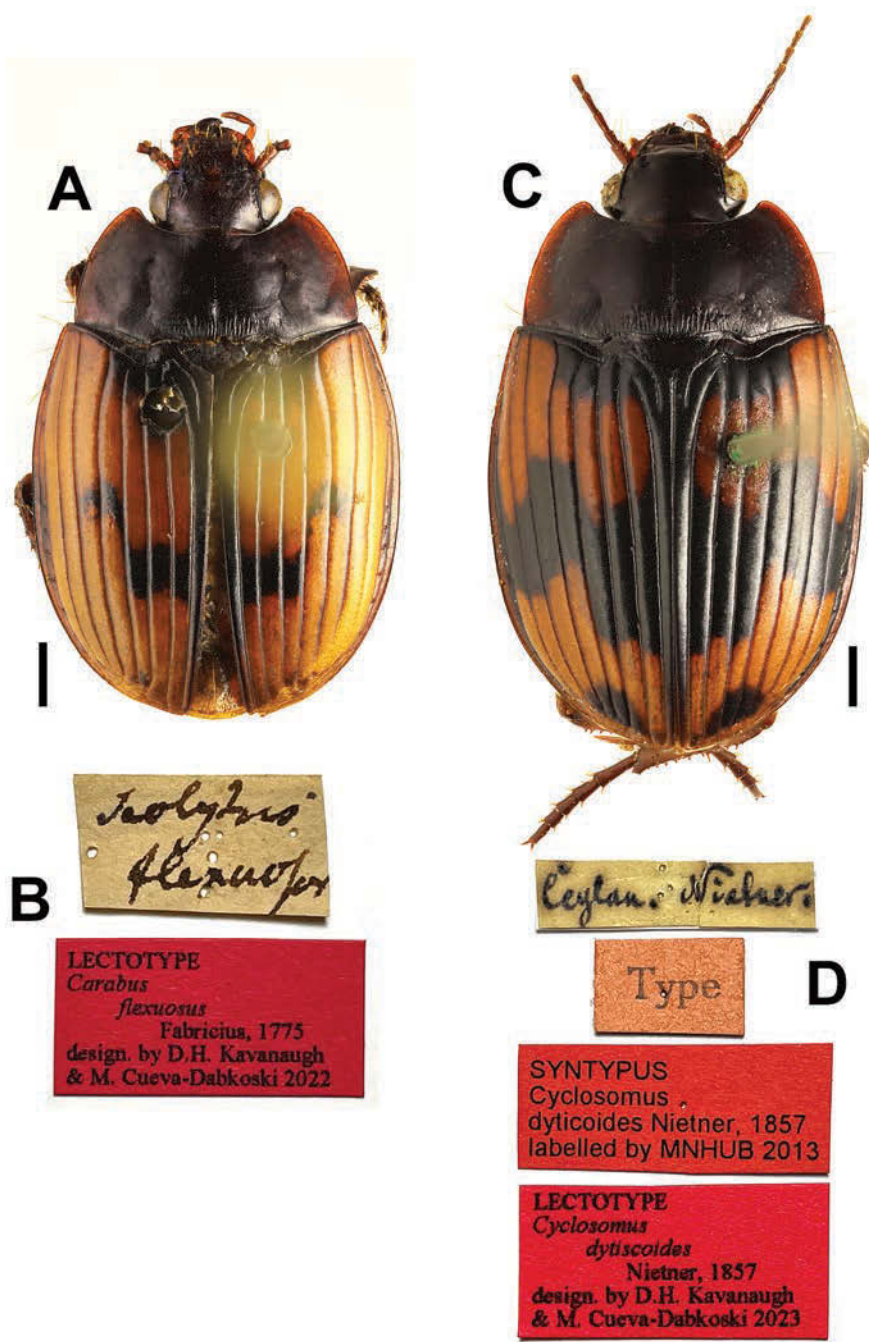 A
C
Scolytus
flexuosus
B
LECTOTYPE
Carabus
flexuosus
Fabricius, 1775
design. by D.H. Kavanaugh
& M. Cueva-Dabkoski 2022
Ceylan. Nietner.
Type
D
SYNTYPUS
Cyclosomus
dyticoides Nietner, 1857
labelled by MNHUB 2013
LECTOTYPE
Cyclosomus
dytiscoides
Nietner, 1857
design. by D.H. Kavanaugh
& M. Cueva-Dabkoski 2023